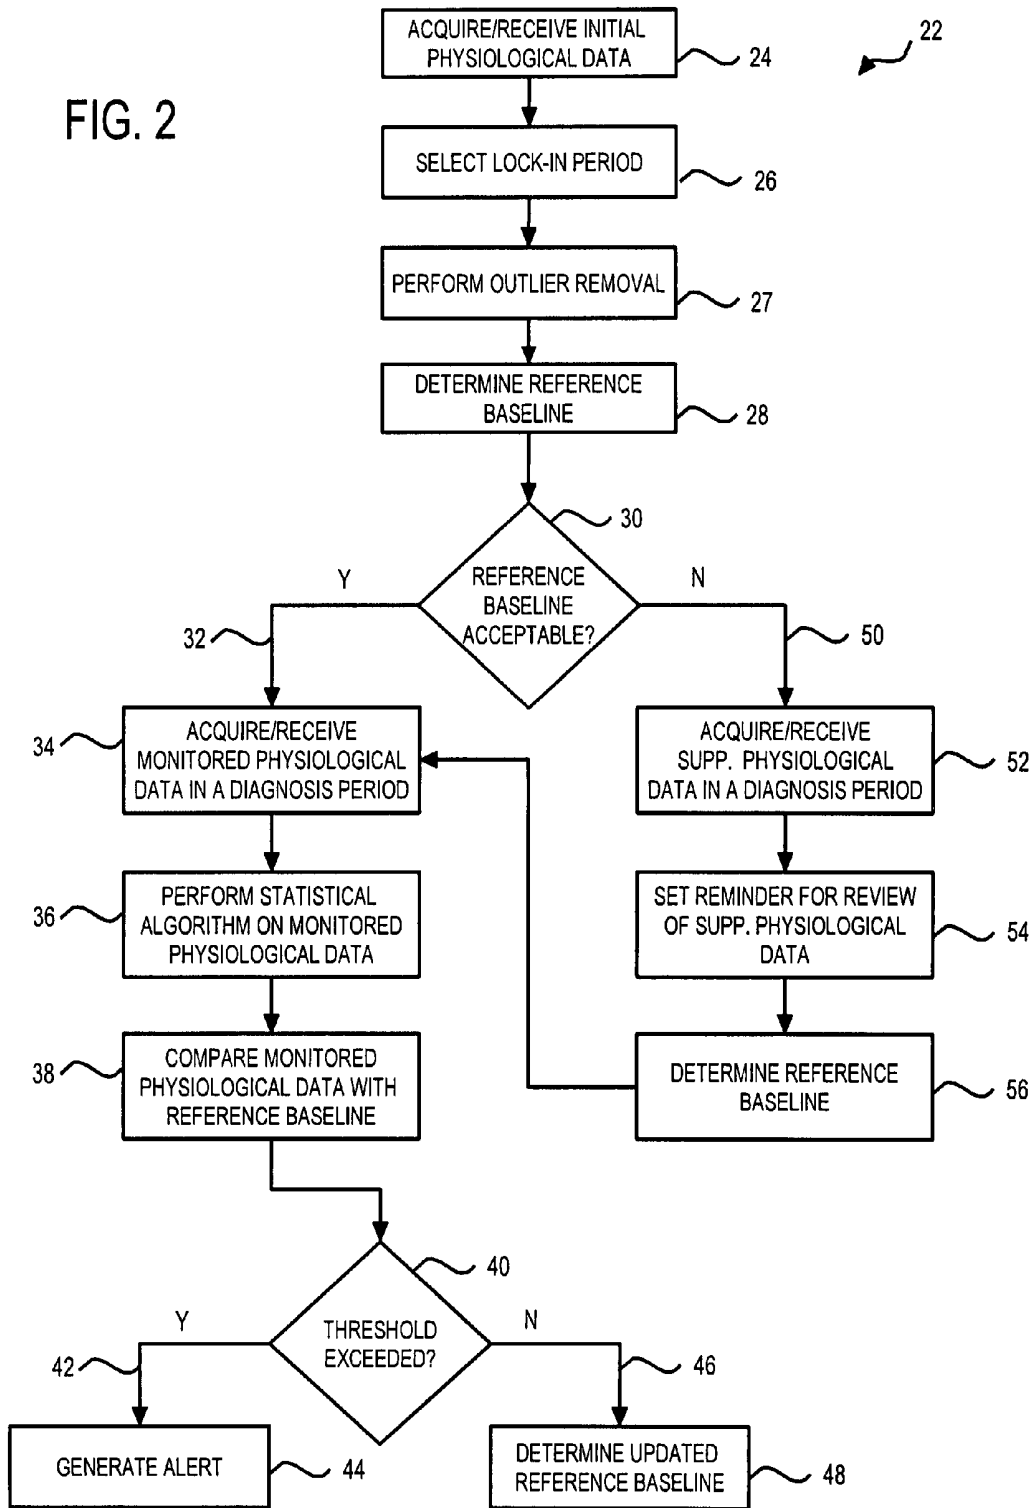 ACQUIRE/RECEIVE INITIAL
PHYSIOLOGICAL DATA
24
22
FIG. 2
SELECT LOCK-IN PERIOD
26
PERFORM OUTLIER REMOVAL
27
DETERMINE REFERENCE
BASELINE
28
30
REFERENCE
BASELINE
ACCEPTABLE?
Y
N
32
50
34
ACQUIRE/RECEIVE
MONITORED PHYSIOLOGICAL
DATA IN A DIAGNOSIS PERIOD
ACQUIRE/RECEIVE
SUPP. PHYSIOLOGICAL
DATA IN A DIAGNOSIS PERIOD
52
36
PERFORM STATISTICAL
ALGORITHM ON MONITORED
PHYSIOLOGICAL DATA
SET REMINDER FOR REVIEW
OF SUPP. PHYSIOLOGICAL
DATA
54
38
COMPARE MONITORED
PHYSIOLOGICAL DATA WITH
REFERENCE BASELINE
DETERMINE REFERENCE
BASELINE
56
40
THRESHOLD
EXCEEDED?
Y
N
42
46
GENERATE ALERT
44
DETERMINE UPDATED
REFERENCE BASELINE
48